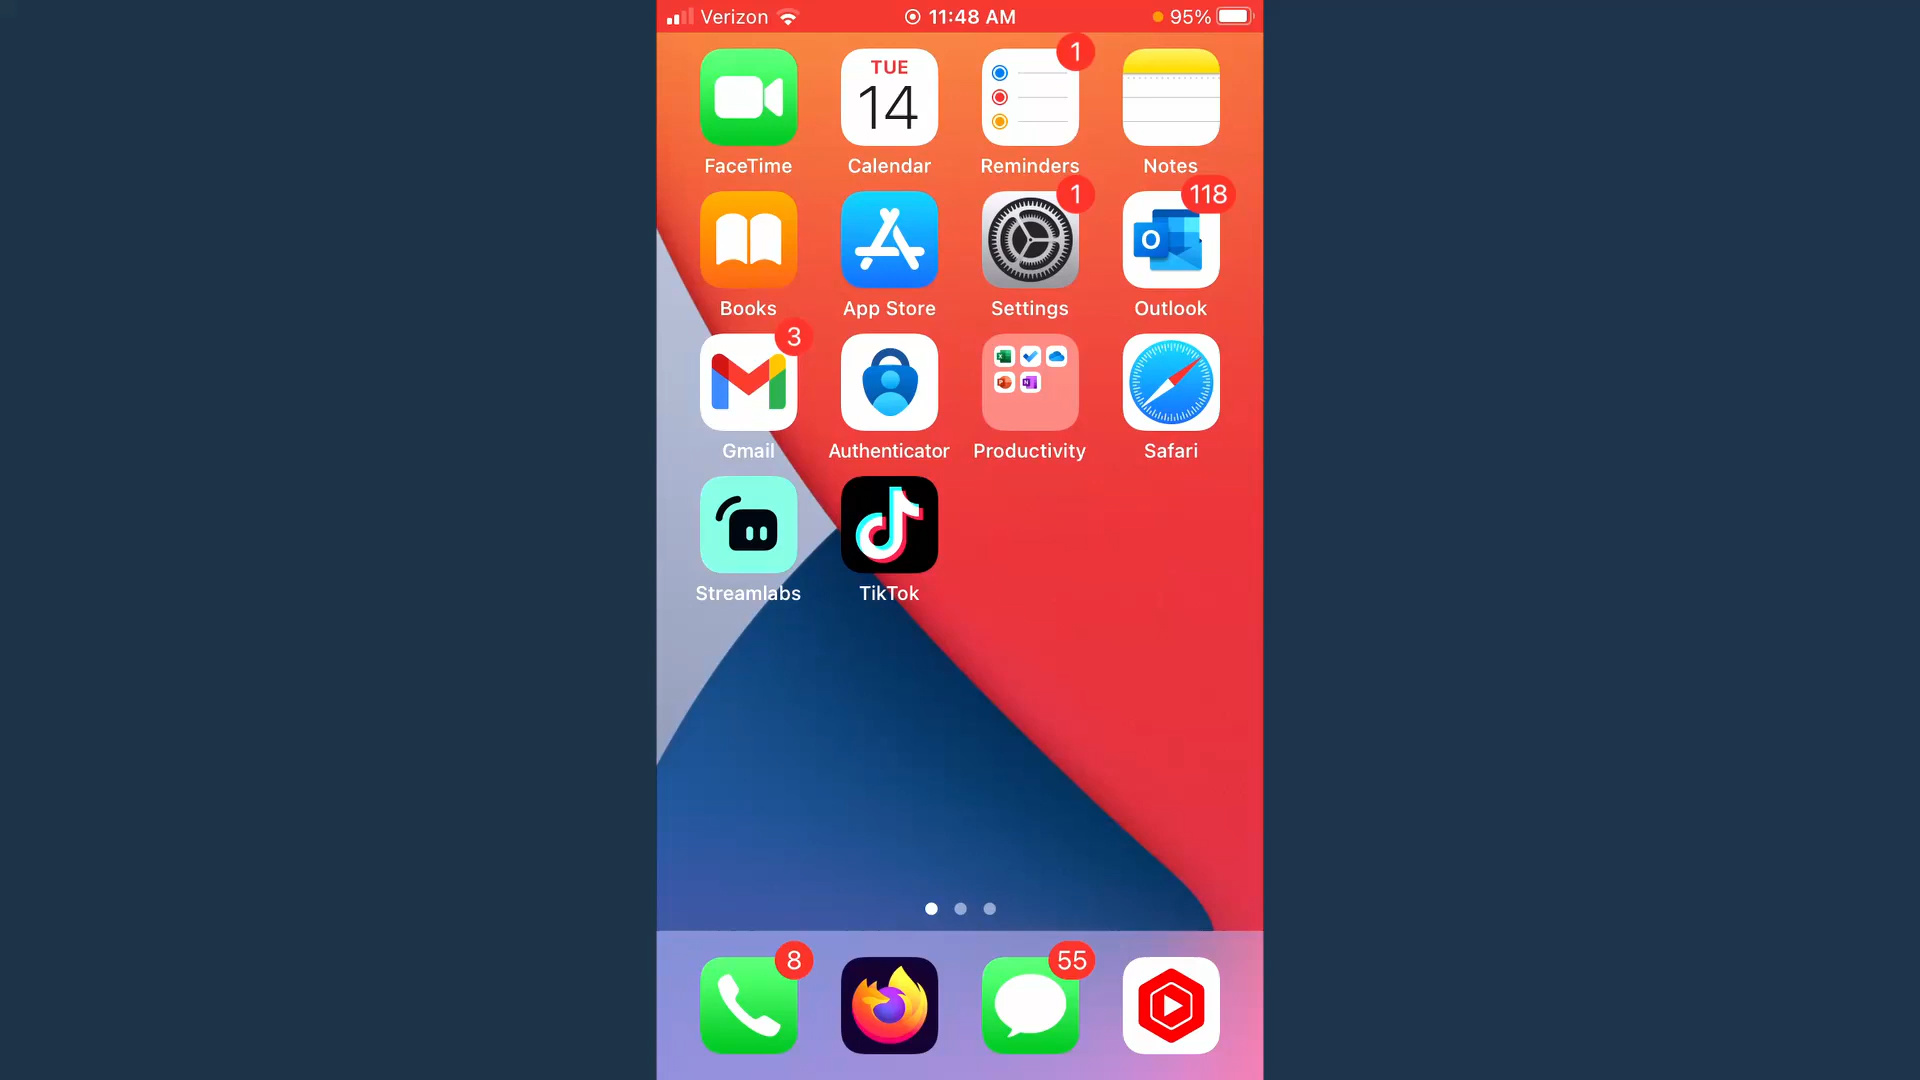 Verizon 11:48 AM 95%
1
TUE
14
FaceTime Calendar Reminders Notes
1 118
O
Books App Store Settings Outlook
3
Gmail Authenticator Productivity Safari
Streamlabs TikTok
8 55